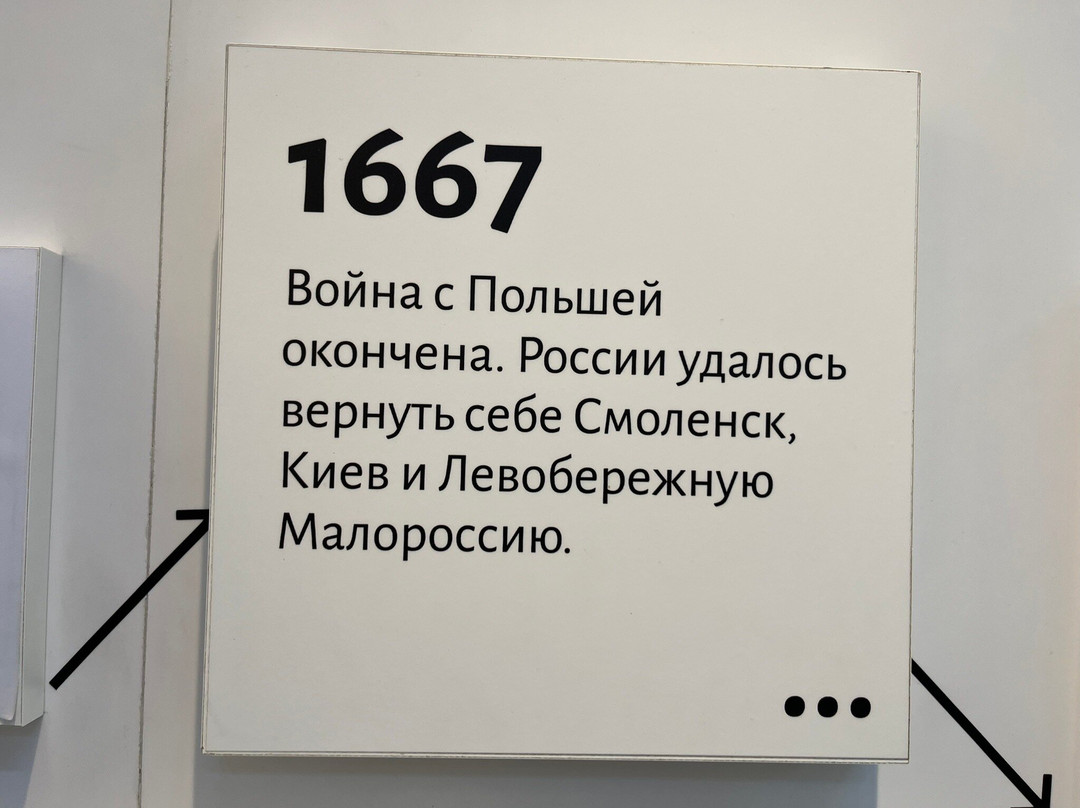 1667
Война с Польшей
окончена. России удалось
вернуть себе Смоленск,
Киев и Левобережную
Малороссию.
...